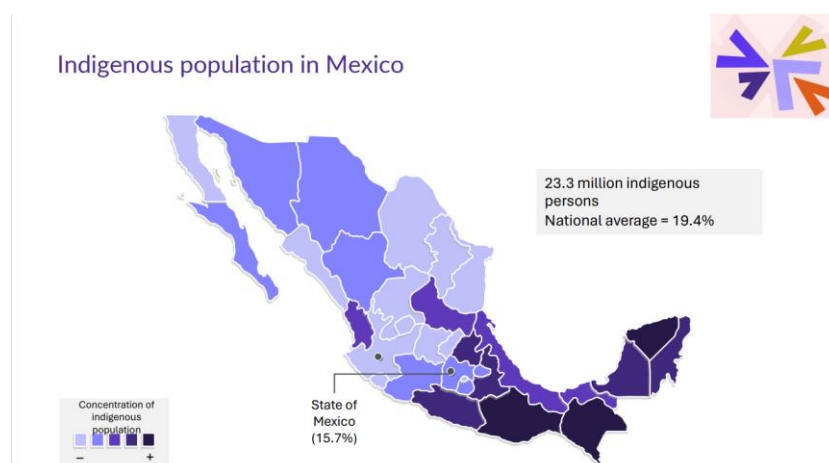 Indigenous population in Mexico
23.3 million indigenous
persons
National average = 19.4%
State of
Mexico
(15.7%)
Concentration of
indigenous
population
– +